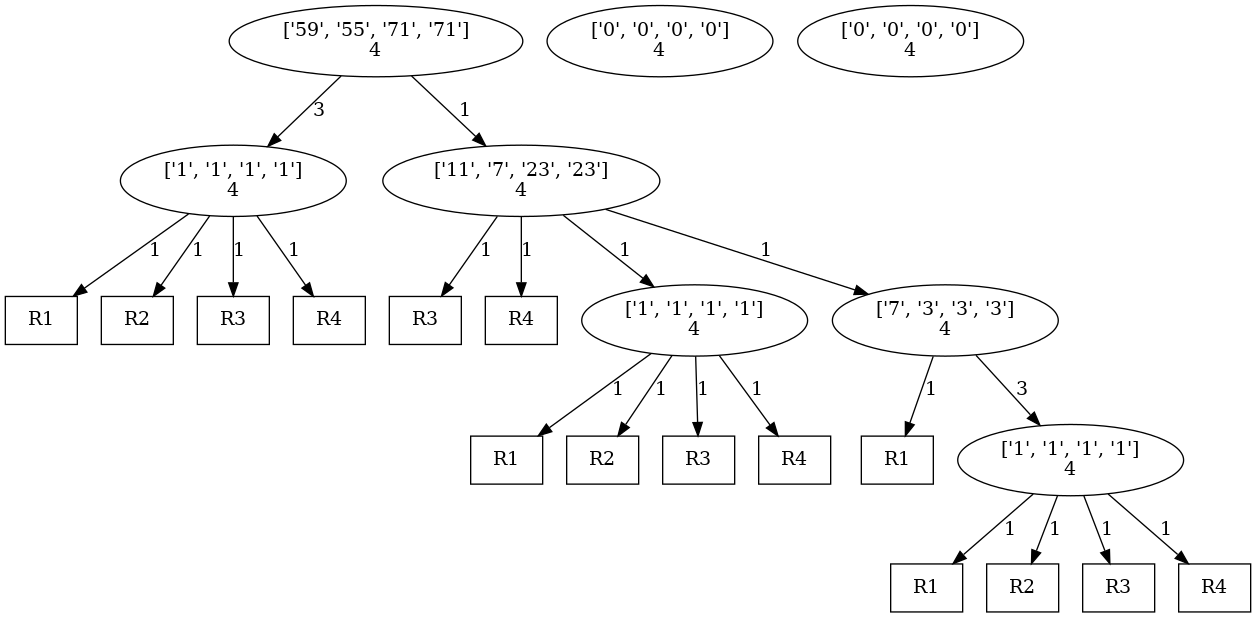 ['59', '55', '71', '71']
4
['0', '0', '0', '0']
4
['0', '0', '0', '0']
4
3
1
['1', '1', '1', '1']
4
['11', '7', '23', '23']
4
1
1
1
1
1
1
1
1
R1
R2
R3
R4
R3
R4
['1', '1', '1', '1']
4
['7', '3', '3', '3']
4
1
1
1
1
1
3
R1
R2
R3
R4
R1
['1', '1', '1', '1']
4
1
1
1
1
R1
R2
R3
R4